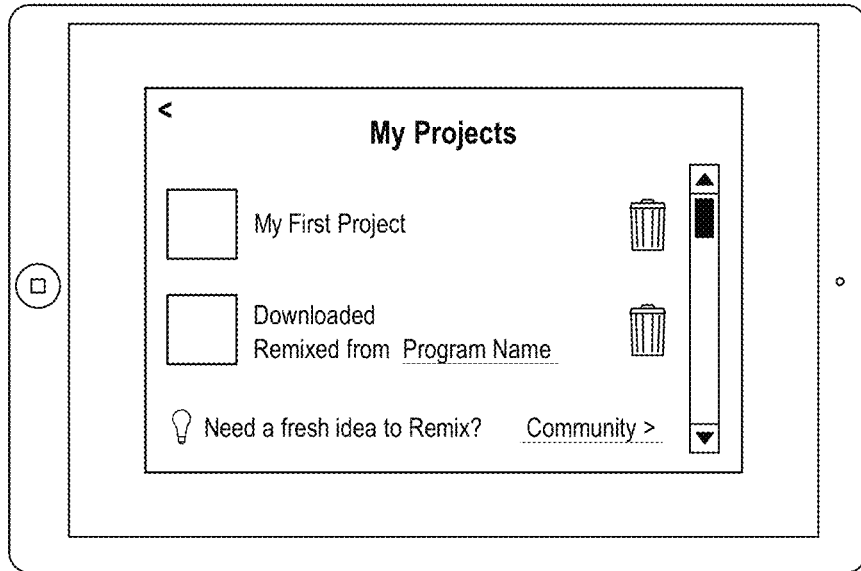 <
My Projects
My First Project
Downloaded
Remixed from Program Name
Need a fresh idea to Remix? Community >